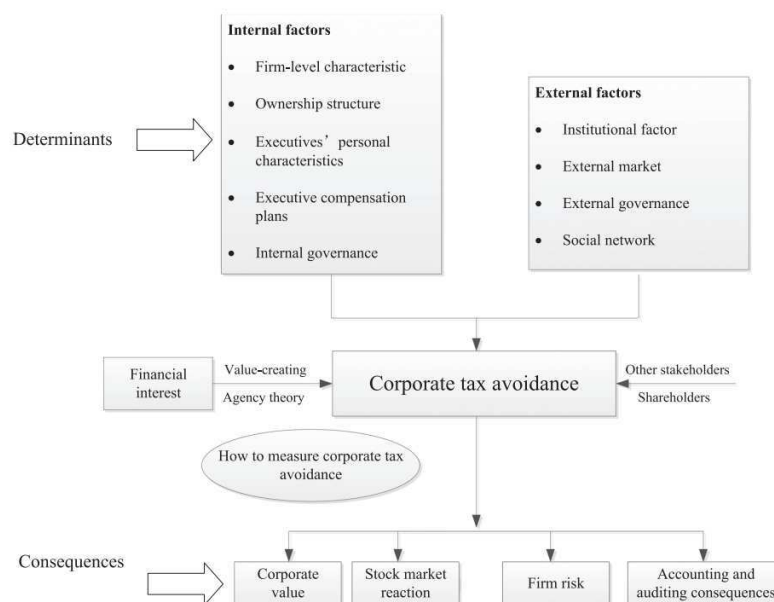 Internal factors
• Firm-level characteristic
• Ownership structure
• Executives’ personal
characteristics
• Executive compensation
plans
• Internal governance
External factors
• Institutional factor
• External market
• External governance
• Social network
Determinants
Financial
interest
Value-creating
Agency theory
Corporate tax avoidance
Other stakeholders
Shareholders
How to measure corporate tax
avoidance
Consequences
Corporate
value
Stock market
reaction
Firm risk
Accounting and
auditing consequences